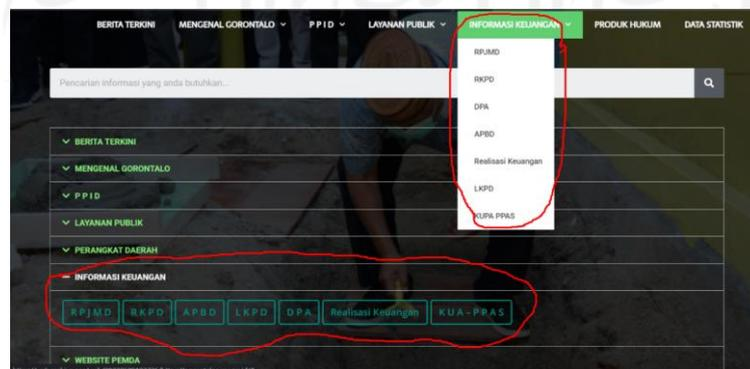 BERITA TERKINI MENGENAL GORONTALO PPID LAYANAN PUBLIK INFORMASI KEUANGAN PRODUK HUKUM DATA STATISTIK
RPJMD
RKPD
DPA
APBD
Realisasi Keuangan
LKPD
KUPA PPAS
Pencarian informasi yang anda butuhkan...
BERITA TERKINI
MENGENAL GORONTALO
PPID
LAYANAN PUBLIK
PERANGKAT DAERAH
INFORMASI KEUANGAN
RPJMD RKPD APBD LKPD DPA Realisasi Keuangan KUA-PPAS
WEBSITE PEMDA